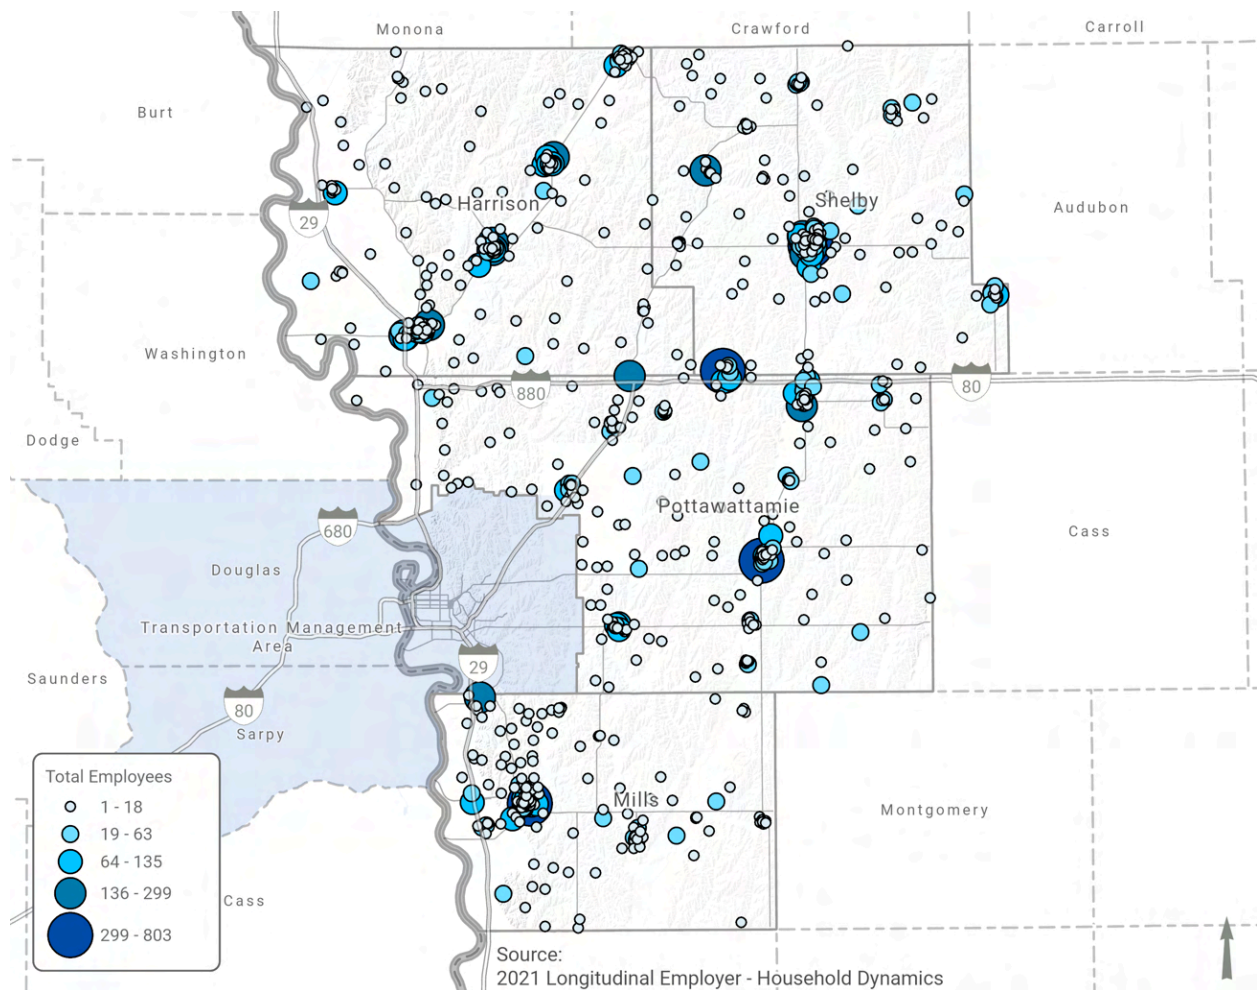 Monona
Crawford
Carroll
Burt
Harrison
Shelby
Audubon
29
Washington
880
80
Dodge
Pottawattamie
680
Cass
Douglas
Transportation Management
Area
29
Saunders
80
Sarpy
Mills
Montgomery
Total Employees
1 - 18
19 - 63
64 - 135
136 - 299
299 - 803
Cass
Source:
2021 Longitudinal Employer - Household Dynamics